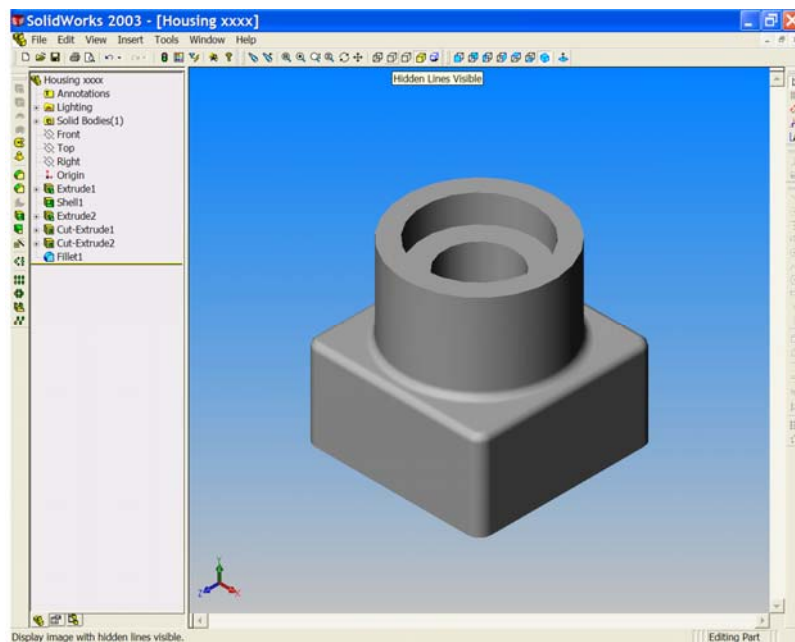 SolidWorks 2003 - [Housing xxxx]
File Edit View Insert Tools Window Help
Hidden Lines Visible
Housing xxxx
Annotations
Lighting
Solid Bodies(1)
Front
Top
Right
Origin
Extrude1
Shell1
Extrude2
Cut-Extrude1
Cut-Extrude2
Fillet1
Y
Z
X
Display image with hidden lines visible.
Editing Part